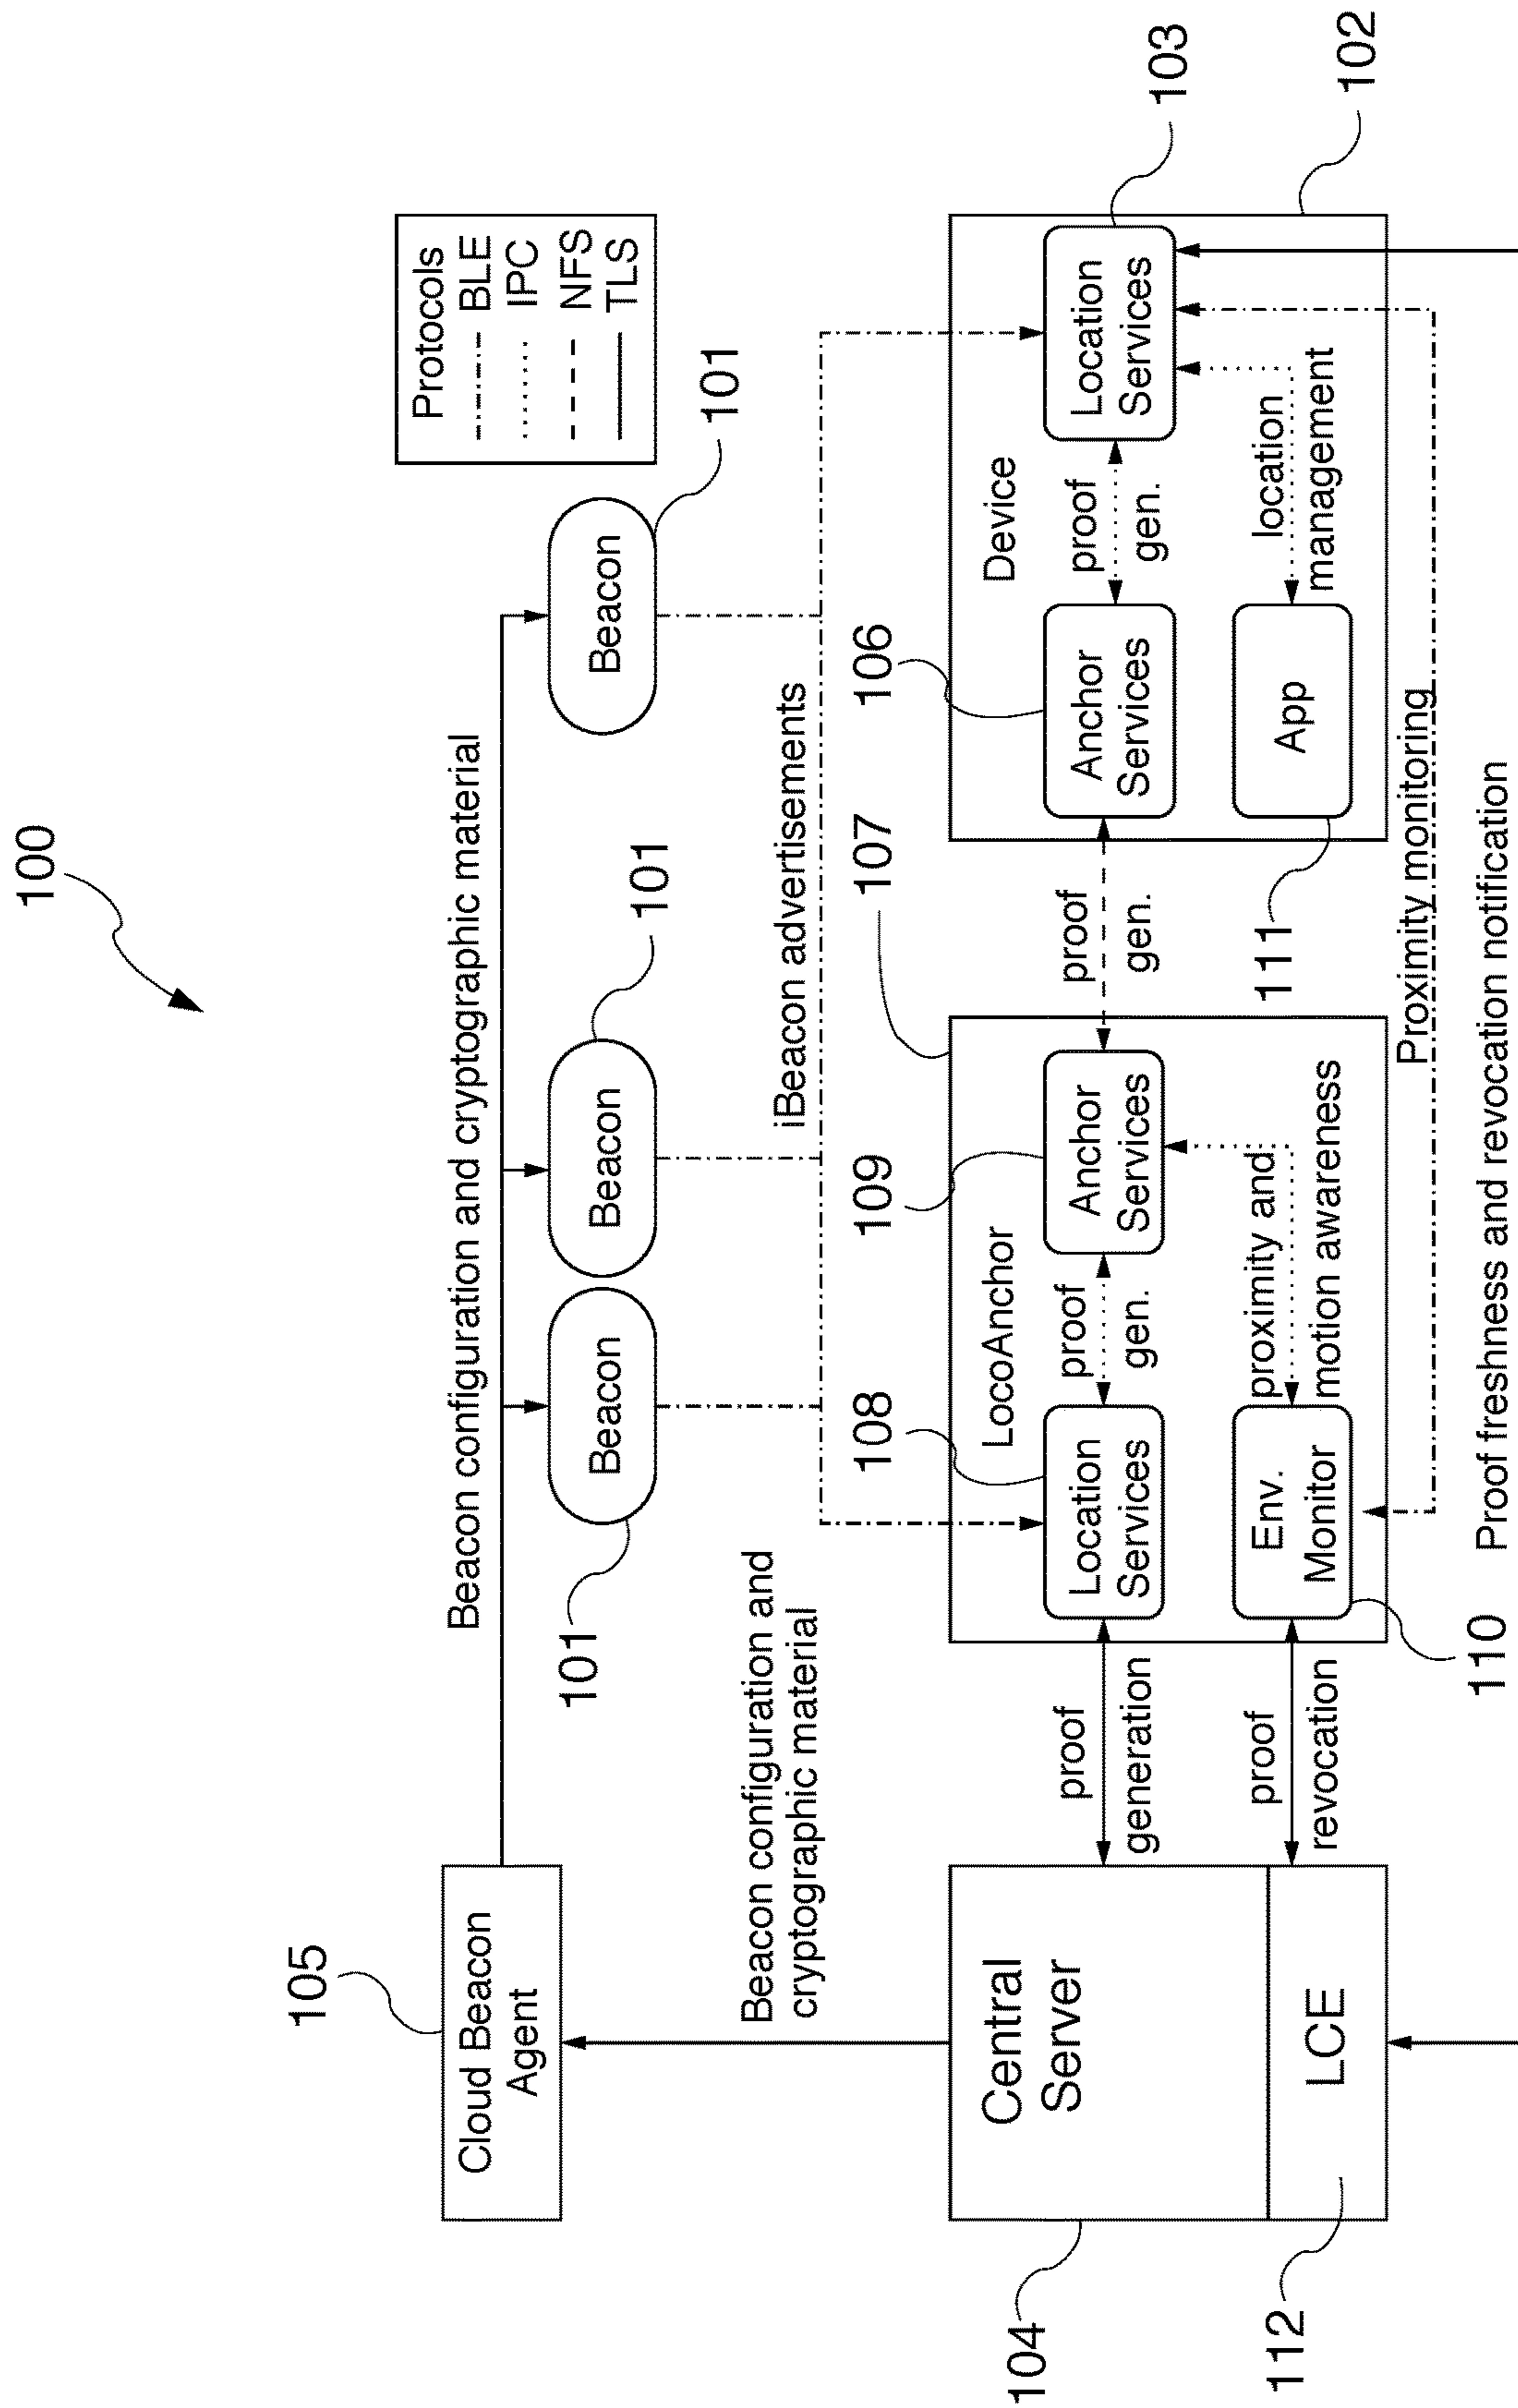 100
105
Cloud Beacon
Agent
Beacon configuration and cryptographic material
Protocols
BLE
IPC
NFS
TLS
Beacon
101
Beacon
101
Beacon
101
Beacon configuration and
cryptographic material
iBeacon advertisements
104
Central
Server
112
LCE
proof
generation
proof
revocation
107
LocoAnchor
108
Location
Services
proof
gen.
109
Anchor
Services
110
Env.
Monitor
proximity and
motion awareness
proof
gen.
102
Device
106
Anchor
Services
proof
gen.
103
Location
Services
111
App
location
management
Proximity monitoring
Proof freshness and revocation notification